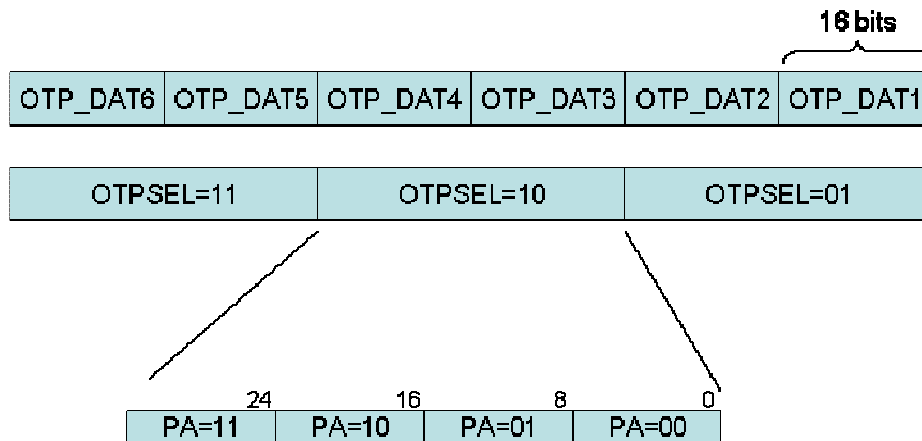 16 bits
OTP_DAT6 OTP_DAT5 OTP_DAT4 OTP_DAT3 OTP_DAT2 OTP_DAT1
OTPSEL=11 OTPSEL=10 OTPSEL=01
24 16 8 0
PA=11 PA=10 PA=01 PA=00